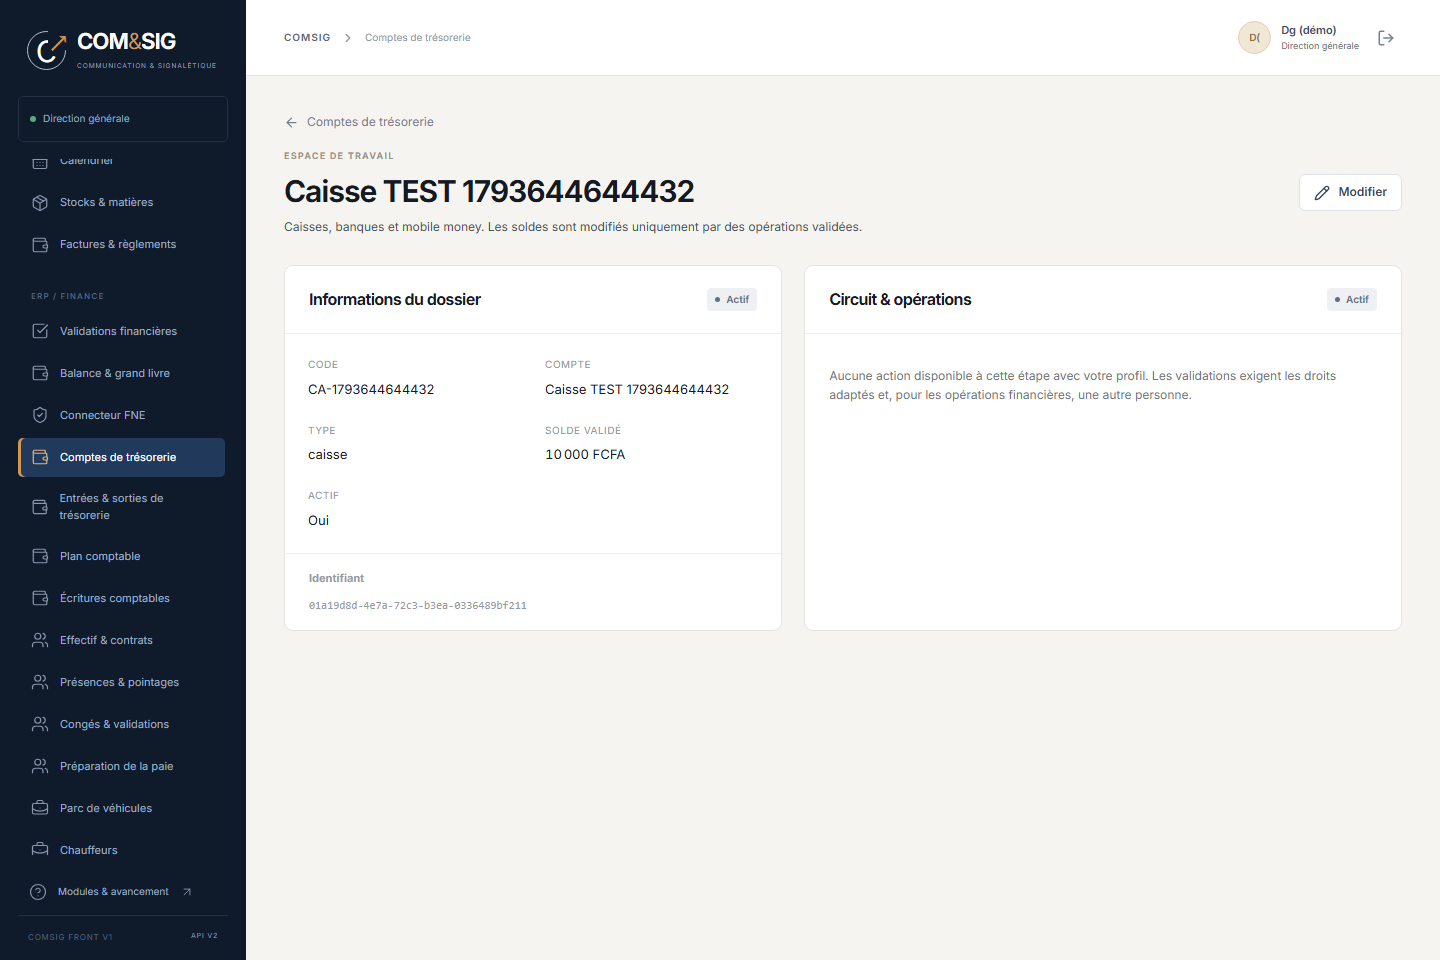 COM&SIG
COMMUNICATION & SIGNALÉTIQUE
Direction générale
Calendrier
Stocks & matières
Factures & règlements
ERP / FINANCE
Validations financières
Balance & grand livre
Connecteur FNE
Comptes de trésorerie
Entrées & sorties de
trésorerie
Plan comptable
Écritures comptables
Effectif & contrats
Présences & pointages
Congés & validations
Préparation de la paie
Parc de véhicules
Chauffeurs
Modules & avancement
COMSIG FRONT V1
API V2
COMSIG
Comptes de trésorerie
D(
Dg (démo)
Direction générale
Comptes de trésorerie
ESPACE DE TRAVAIL
Caisse TEST 1793644644432
Modifier
Caisses, banques et mobile money. Les soldes sont modifiés uniquement par des opérations validées.
Informations du dossier
Actif
CODE
CA-1793644644432
COMPTE
Caisse TEST 1793644644432
TYPE
caisse
SOLDE VALIDÉ
10 000 FCFA
ACTIF
Oui
Identifiant
01a19d8d-4e7a-72c3-b3ea-0336489bf211
Circuit & opérations
Actif
Aucune action disponible à cette étape avec votre profil. Les validations exigent les droits
adaptés et, pour les opérations financières, une autre personne.